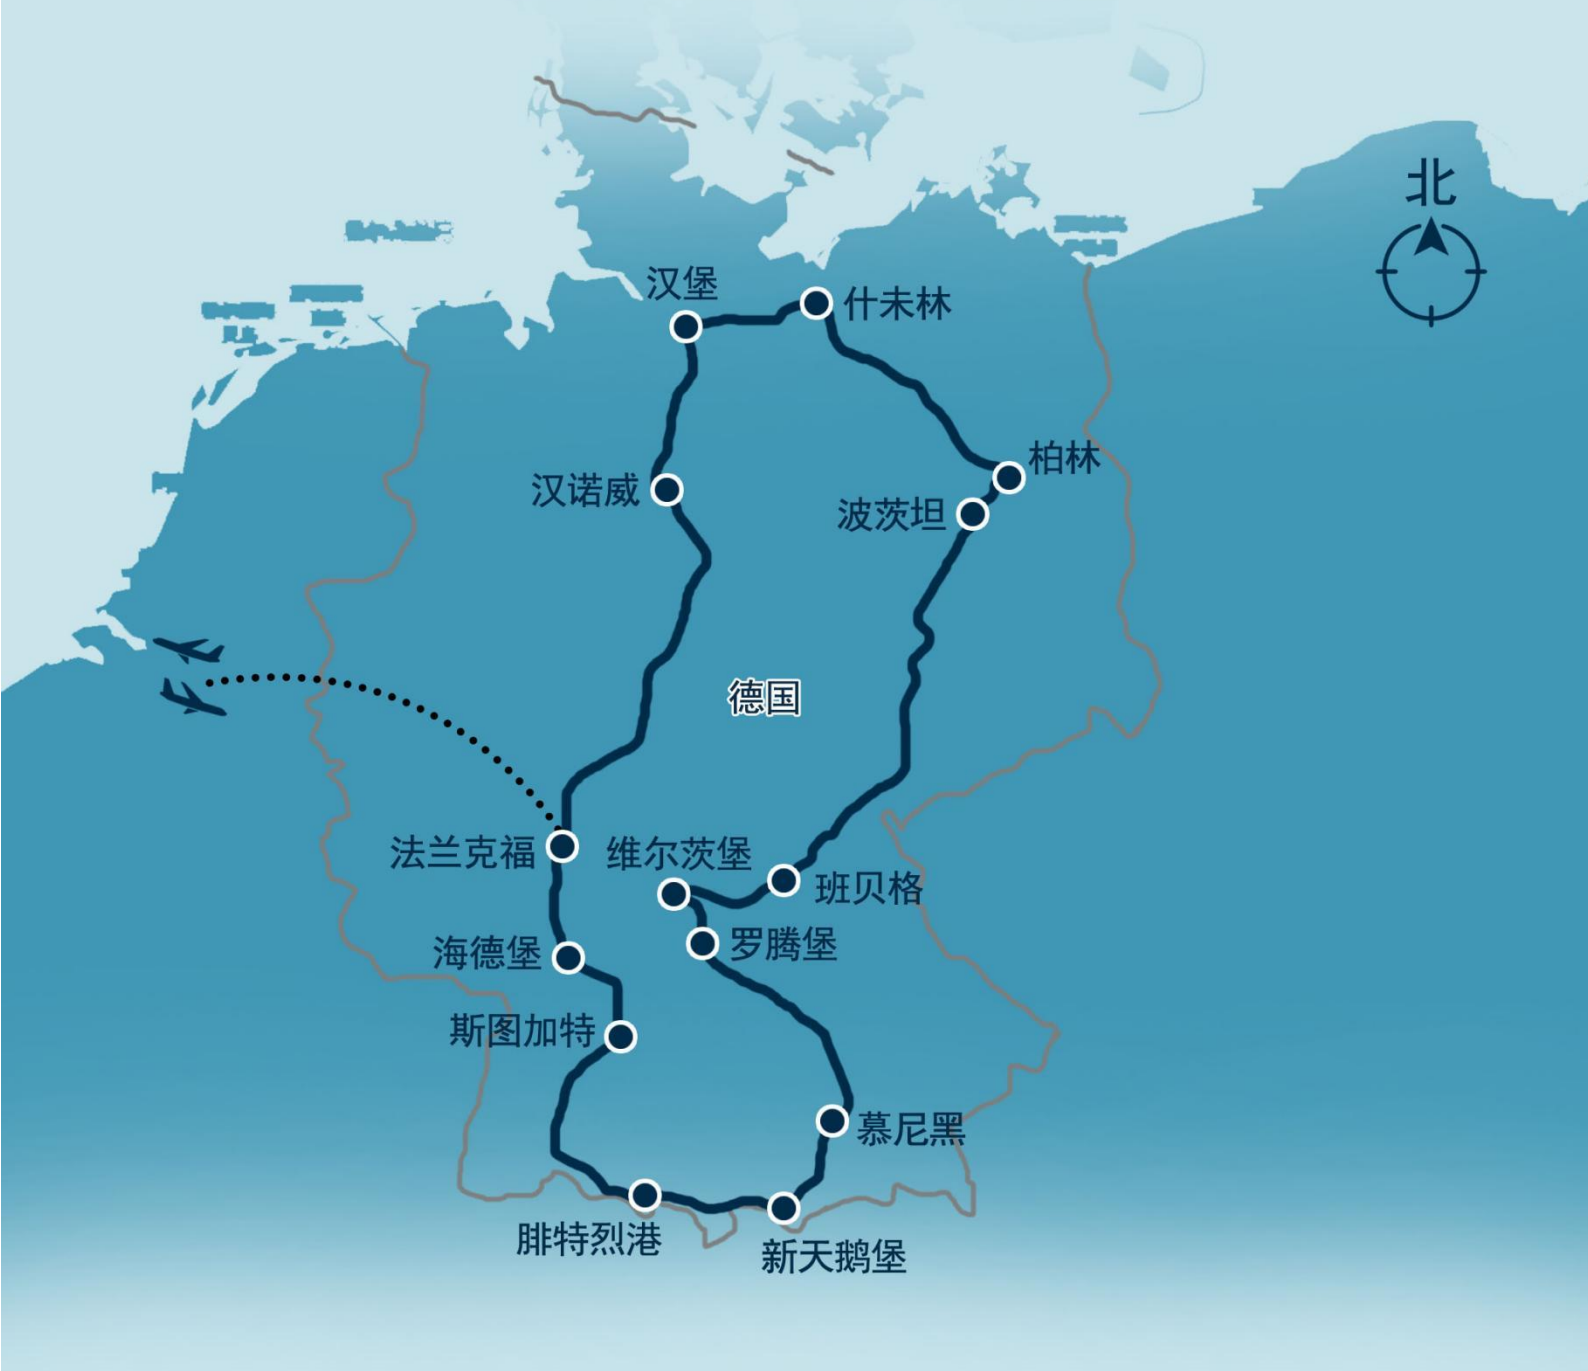 北
汉堡
什未林
柏林
汉诺威
波茨坦
德国
法兰克福
维尔茨堡
班贝格
罗腾堡
海德堡
斯图加特
慕尼黑
腓特烈港
新天鹅堡